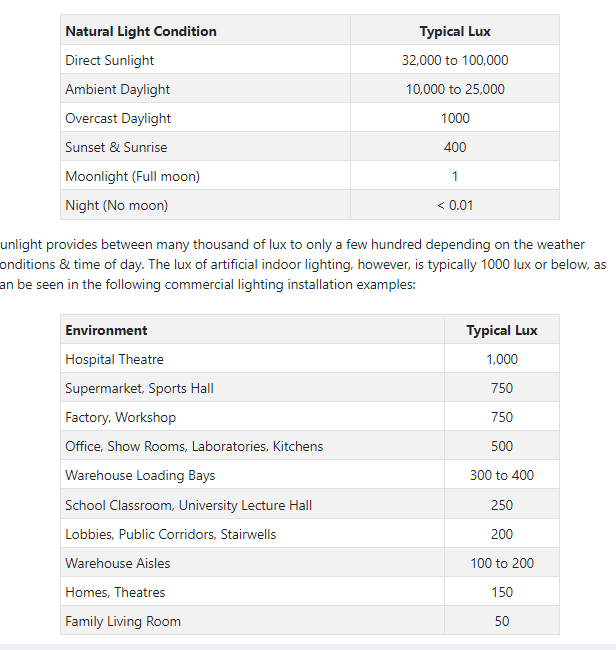 Natural Light Condition Typical Lux
Direct Sunlight 32,000 to 100,000
Ambient Daylight 10,000 to 25,000
Overcast Daylight 1000
Sunset & Sunrise 400
Moonlight (Full moon) 1
Night (No moon) < 0.01
unlight provides between many thousand of lux to only a few hundred depending on the weather
onditions & time of day. The lux of artificial indoor lighting, however, is typically 1000 lux or below, as
an be seen in the following commercial lighting installation examples:
Environment Typical Lux
Hospital Theatre 1,000
Supermarket, Sports Hall 750
Factory, Workshop 750
Office, Show Rooms, Laboratories, Kitchens 500
Warehouse Loading Bays 300 to 400
School Classroom, University Lecture Hall 250
Lobbies, Public Corridors, Stairwells 200
Warehouse Aisles 100 to 200
Homes, Theatres 150
Family Living Room 50